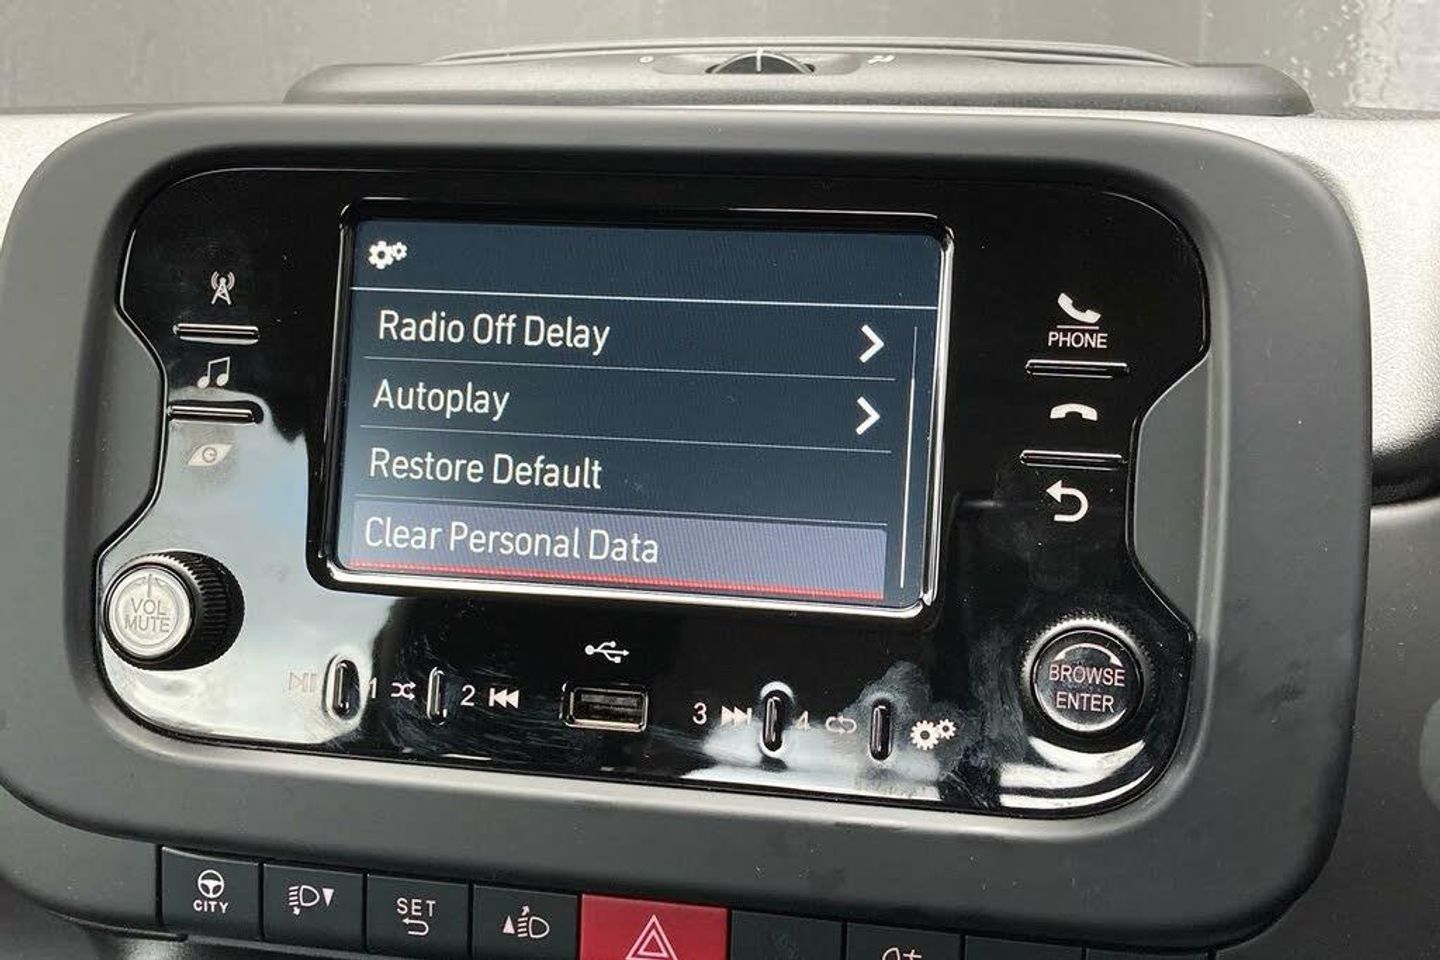 Radio Off Delay
Autoplay
Restore Default
Clear Personal Data
PHONE
VOL
MUTE
BROWSE
ENTER
1
2
3
4
CITY
SET